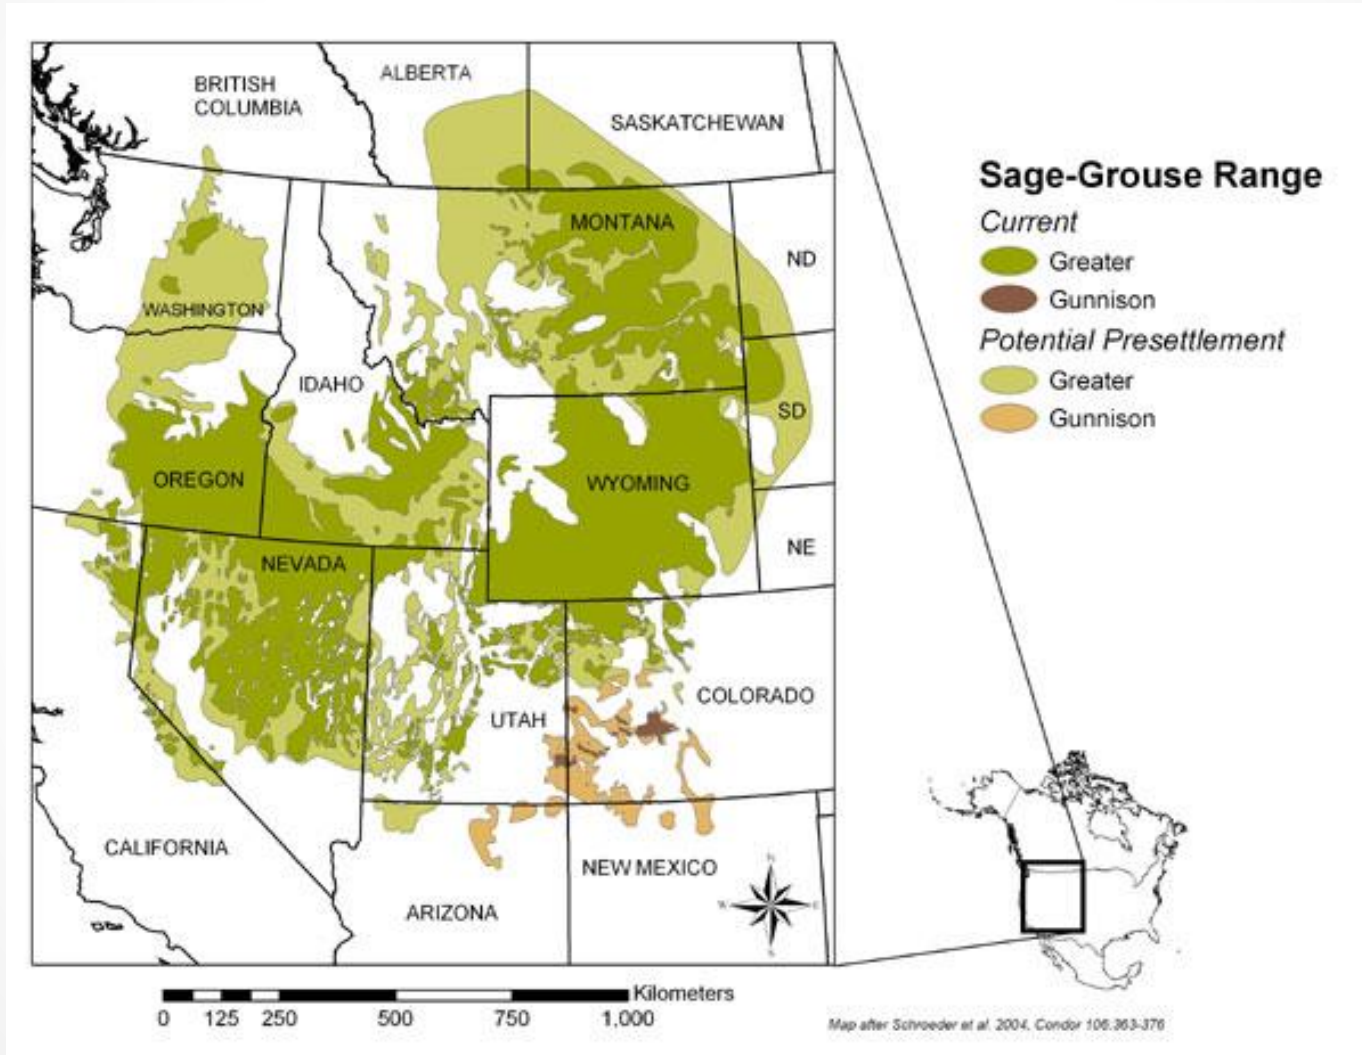 BRITISH
COLUMBIA
ALBERTA
SASKATCHEWAN
MONTANA
ND
WASHINGTON
IDAHO
SD
OREGON
WYOMING
NE
NEVADA
UTAH
COLORADO
CALIFORNIA
NEW MEXICO
ARIZONA
N
W
E
S
Sage-Grouse Range
Current
Greater
Gunnison
Potential Presettlement
Greater
Gunnison
Kilometers
0 125 250 500 750 1,000
Map after Schroeder et al. 2004, Condor 106:363-376